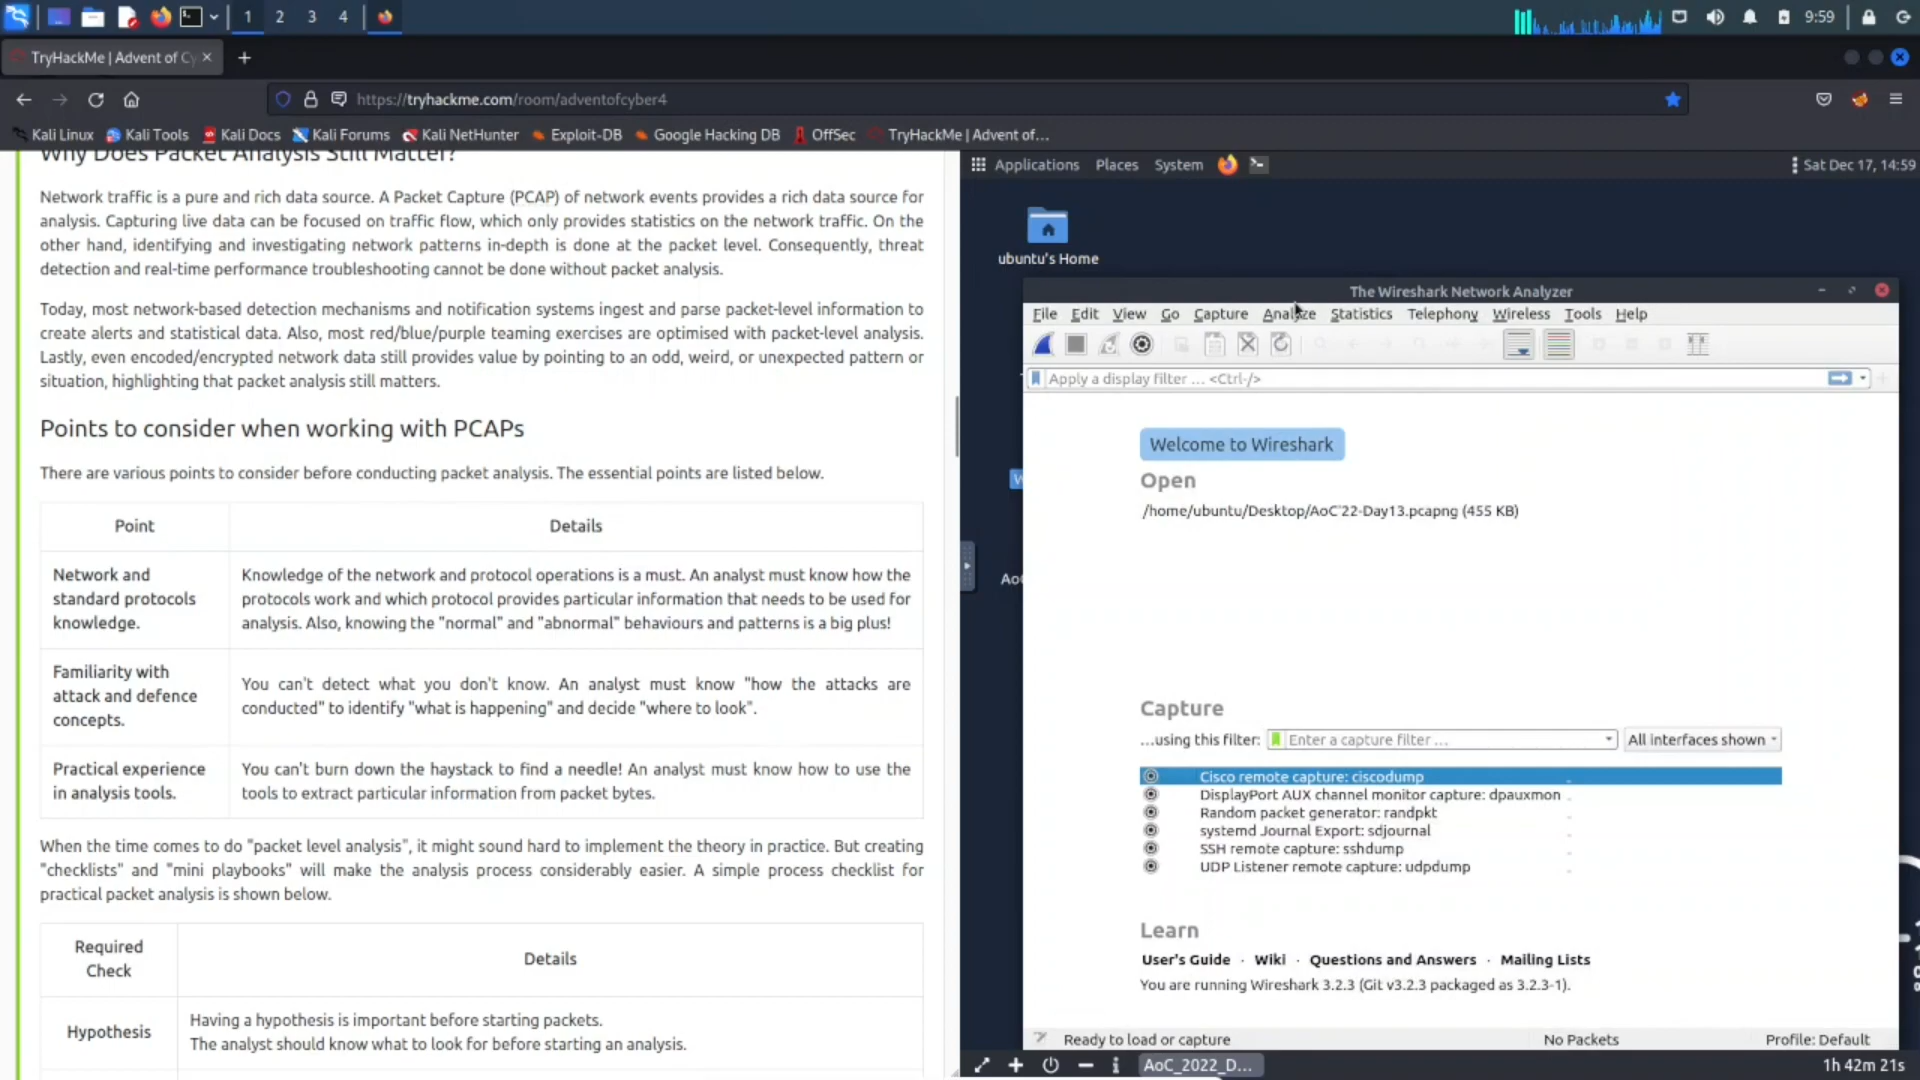 1 2 3 4
9:59
TryHackMe | Advent of Cy
https://tryhackme.com/room/adventofcyber4
Kali Linux Kali Tools Kali Docs Kali Forums Kali NetHunter Exploit-DB Google Hacking DB OffSec TryHackMe | Advent of...
Why Does Packet Analysis Still Matter?
Network traffic is a pure and rich data source. A Packet Capture (PCAP) of network events provides a rich data source for
analysis. Capturing live data can be focused on traffic flow, which only provides statistics on the network traffic. On the
other hand, identifying and investigating network patterns in-depth is done at the packet level. Consequently, threat
detection and real-time performance troubleshooting cannot be done without packet analysis.
Today, most network-based detection mechanisms and notification systems ingest and parse packet-level information to
create alerts and statistical data. Also, most red/blue/purple teaming exercises are optimised with packet-level analysis.
Lastly, even encoded/encrypted network data still provides value by pointing to an odd, weird, or unexpected pattern or
situation, highlighting that packet analysis still matters.
Points to consider when working with PCAPs
There are various points to consider before conducting packet analysis. The essential points are listed below.
Point Details
Network and
standard protocols
knowledge.
Knowledge of the network and protocol operations is a must. An analyst must know how the
protocols work and which protocol provides particular information that needs to be used for
analysis. Also, knowing the "normal" and "abnormal" behaviours and patterns is a big plus!
Familiarity with
attack and defence
concepts.
You can't detect what you don't know. An analyst must know "how the attacks are
conducted" to identify "what is happening" and decide "where to look".
Practical experience
in analysis tools.
You can't burn down the haystack to find a needle! An analyst must know how to use the
tools to extract particular information from packet bytes.
When the time comes to do "packet level analysis", it might sound hard to implement the theory in practice. But creating
"checklists" and "mini playbooks" will make the analysis process considerably easier. A simple process checklist for
practical packet analysis is shown below.
Required
Check
Details
Hypothesis
Having a hypothesis is important before starting packets.
The analyst should know what to look for before starting an analysis.
Applications Places System
Sat Dec 17, 14:59
ubuntu's Home
The Wireshark Network Analyzer
File Edit View Go Capture Analyze Statistics Telephony Wireless Tools Help
Apply a display filter ... <Ctrl-/>
Welcome to Wireshark
Open
/home/ubuntu/Desktop/AoC'22-Day13.pcapng (455 KB)
W
AoC
Capture
...using this filter: Enter a capture filter ... All interfaces shown
Cisco remote capture: ciscodump
DisplayPort AUX channel monitor capture: dpauxmon
Random packet generator: randpkt
systemd Journal Export: sdjournal
SSH remote capture: sshdump
UDP Listener remote capture: udpdump
Learn
User's Guide · Wiki · Questions and Answers · Mailing Lists
You are running Wireshark 3.2.3 (Git v3.2.3 packaged as 3.2.3-1).
Ready to load or capture No Packets Profile: Default
AoC_2022_D... 1h 42m 21s